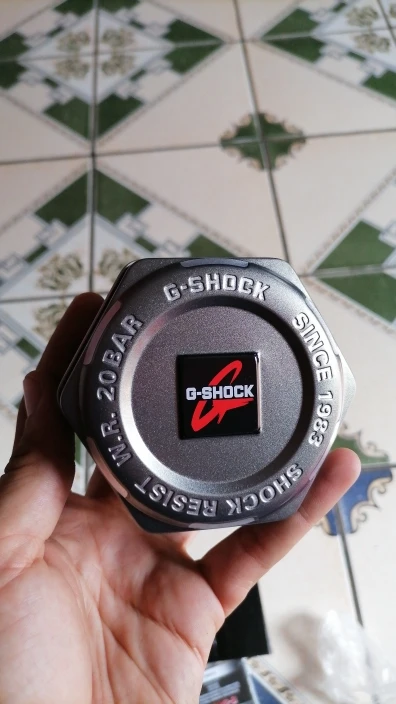 G-SHOCK
SINCE 1983
SHOCK RESIST
W.R. 20BAR
G-SHOCK